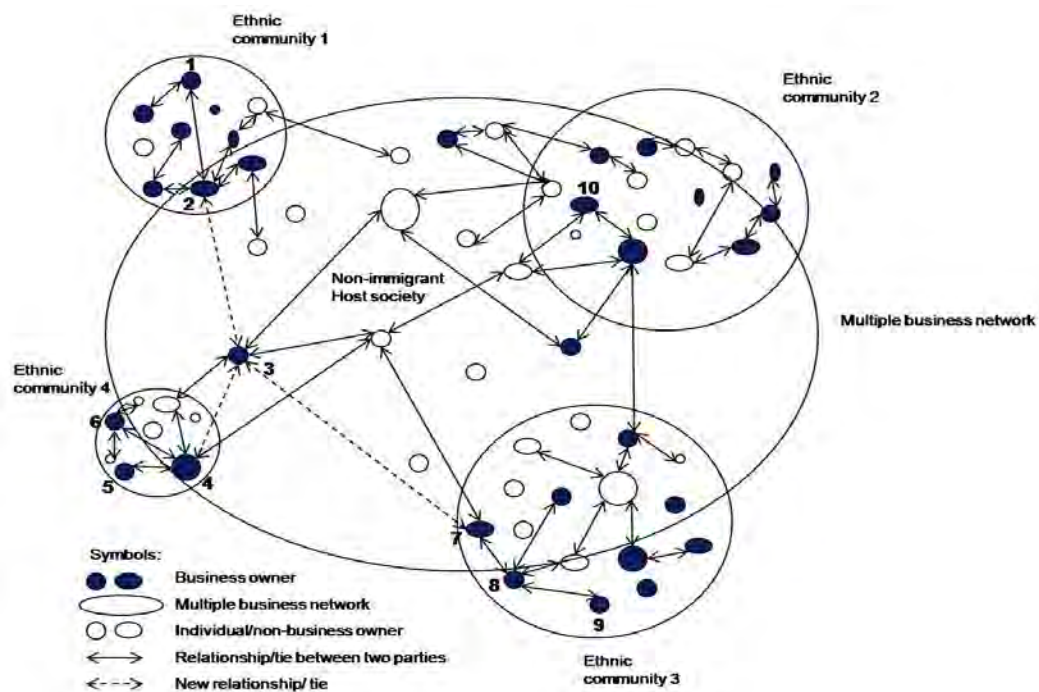 Ethnic
community 1
1
Ethnic
community 2
2
10
Non-immigrant
Host society
Multiple business network
3
Ethnic
community 4
6
5
4
7
8
9
Symbols:
Business owner
Multiple business network
Individual/non-business owner
Relationship/tie between two parties
New relationship/ tie
Ethnic
community 3